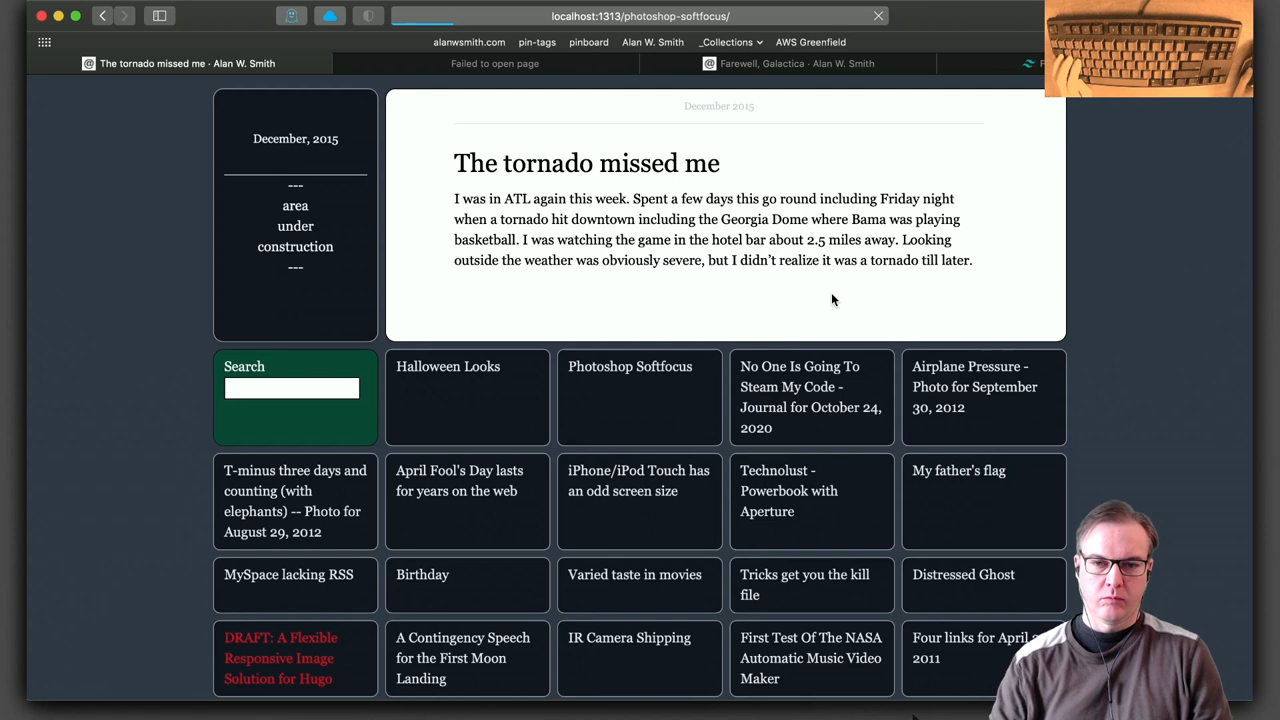 localhost:1313/photoshop-softfocus/
alanwsmith.com pin-tags pinboard Alan W. Smith _Collections AWS Greenfield
The tornado missed me · Alan W. Smith
Failed to open page
Farewell, Galactica · Alan W. Smith
December, 2015
---
area
under
construction
---
December 2015
The tornado missed me
I was in ATL again this week. Spent a few days this go round including Friday night
when a tornado hit downtown including the Georgia Dome where Bama was playing
basketball. I was watching the game in the hotel bar about 2.5 miles away. Looking
outside the weather was obviously severe, but I didn’t realize it was a tornado till later.
Search
Halloween Looks
Photoshop Softfocus
No One Is Going To
Steam My Code -
Journal for October 24,
2020
Airplane Pressure -
Photo for September
30, 2012
T-minus three days and
counting (with
elephants) -- Photo for
August 29, 2012
April Fool's Day lasts
for years on the web
iPhone/iPod Touch has
an odd screen size
Technolust -
Powerbook with
Aperture
My father's flag
MySpace lacking RSS
Birthday
Varied taste in movies
Tricks get you the kill
file
Distressed Ghost
DRAFT: A Flexible
Responsive Image
Solution for Hugo
A Contingency Speech
for the First Moon
Landing
IR Camera Shipping
First Test Of The NASA
Automatic Music Video
Maker
Four links for April
2011